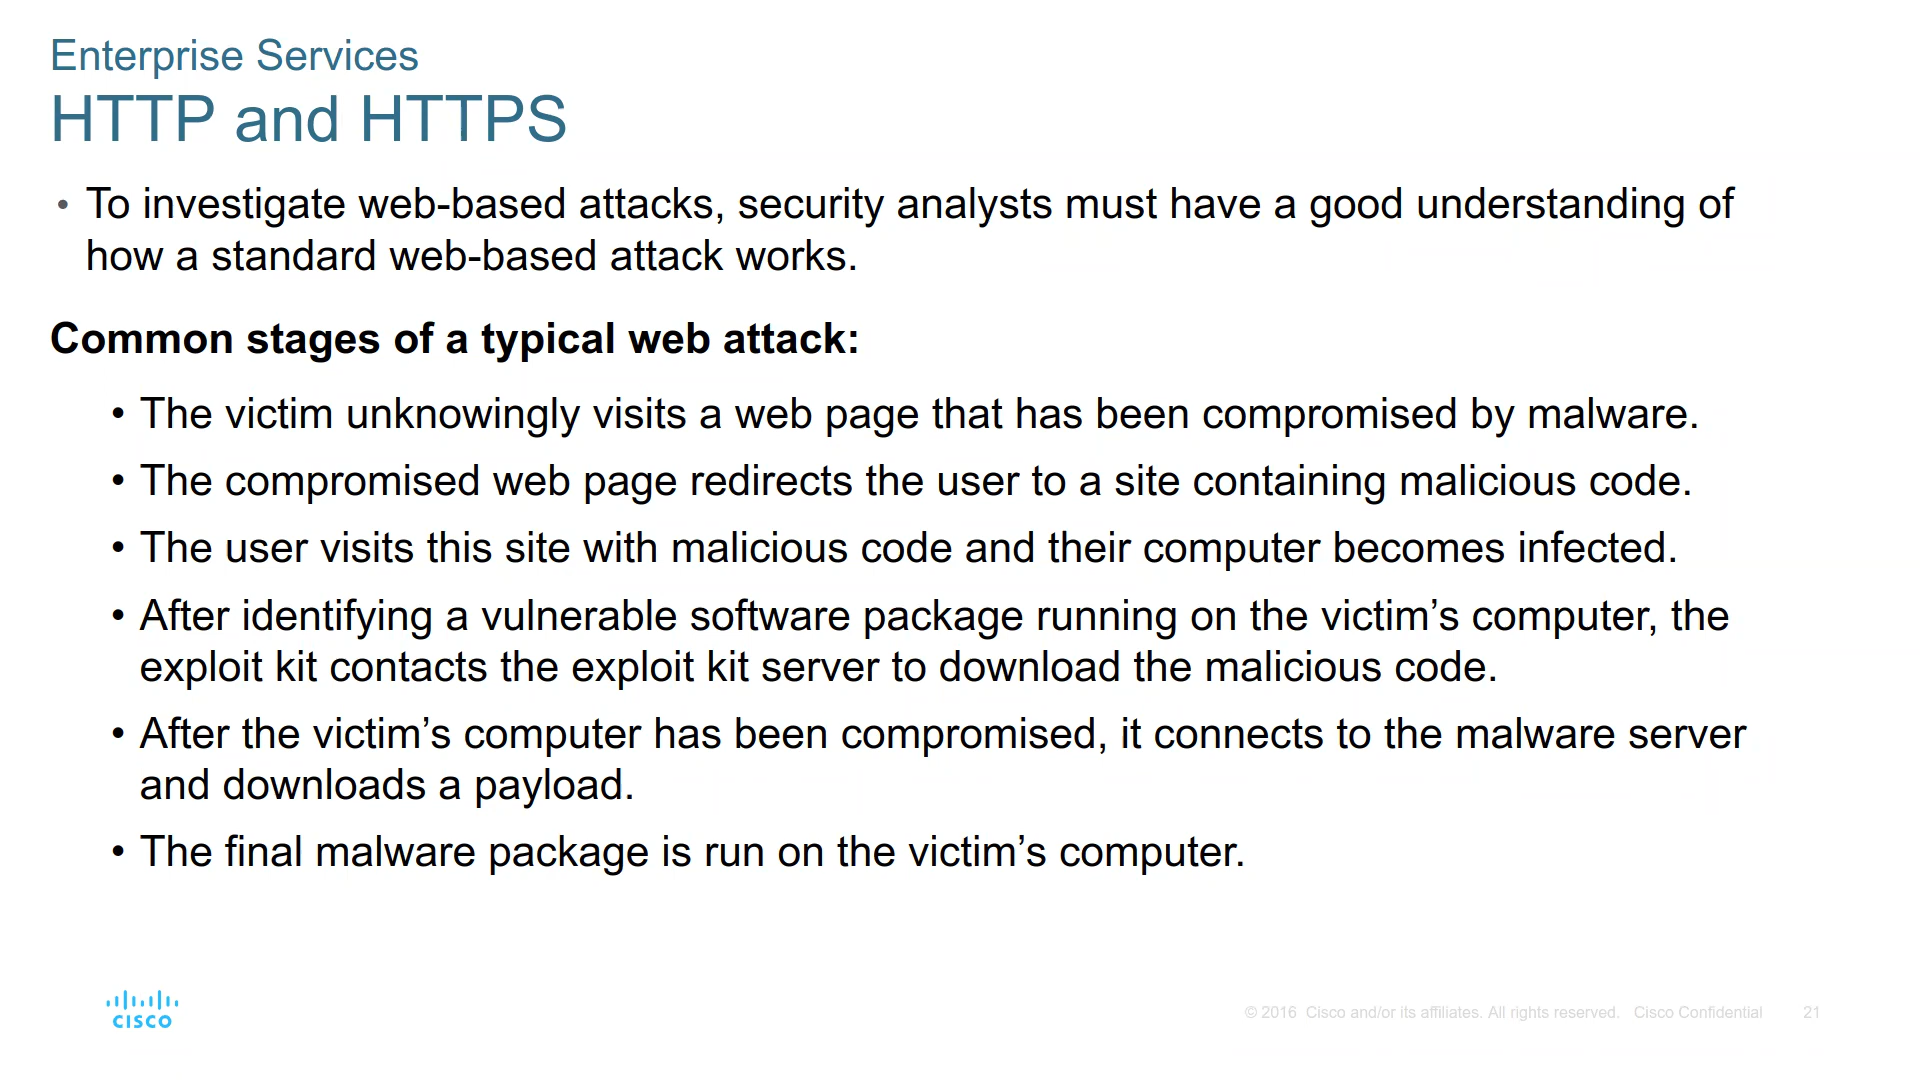 Enterprise Services
HTTP and HTTPS
• To investigate web-based attacks, security analysts must have a good understanding of
how a standard web-based attack works.
Common stages of a typical web attack:
• The victim unknowingly visits a web page that has been compromised by malware.
• The compromised web page redirects the user to a site containing malicious code.
• The user visits this site with malicious code and their computer becomes infected.
• After identifying a vulnerable software package running on the victim’s computer, the
exploit kit contacts the exploit kit server to download the malicious code.
• After the victim’s computer has been compromised, it connects to the malware server
and downloads a payload.
• The final malware package is run on the victim’s computer.
CISCO
© 2016 Cisco and/or its affiliates. All rights reserved. Cisco Confidential 21